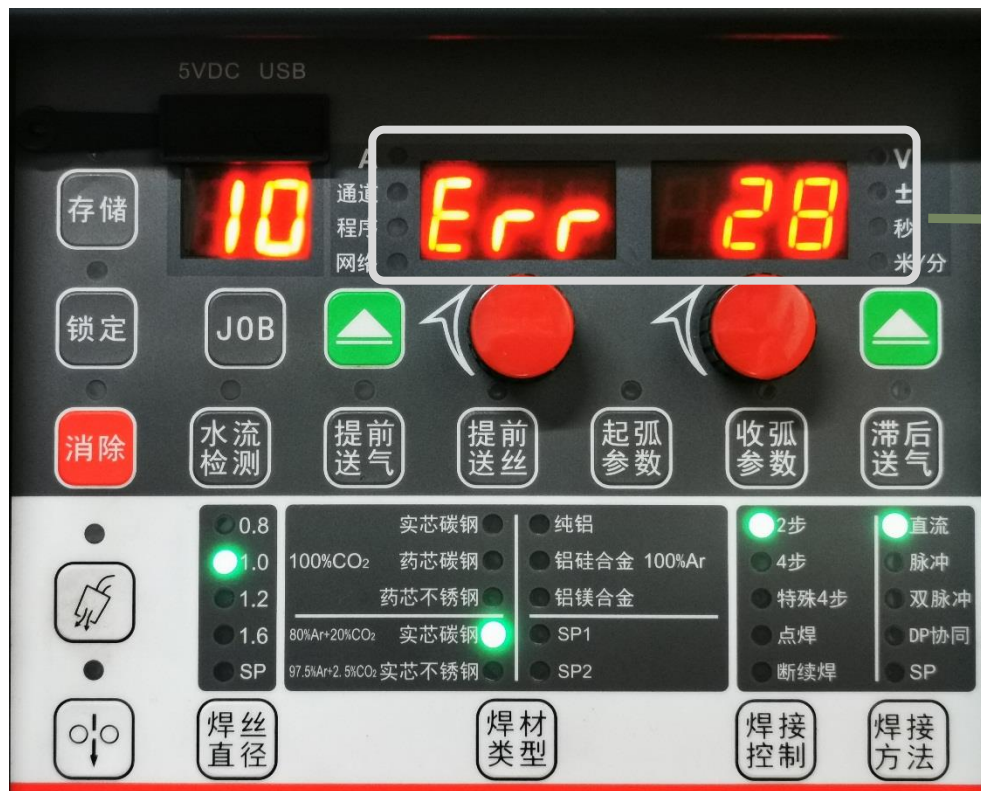 5VDC USB
A
V
存储
10
通道
程序
网络
Err
28
±
秒
米/分
锁定
JOB
消除
水流
检测
提前
送气
提前
送丝
起弧
参数
收弧
参数
滞后
送气
0.8
1.0
1.2
1.6
SP
实芯碳钢
100%CO₂ 药芯碳钢
药芯不锈钢
80%Ar+20%CO₂ 实芯碳钢
97.5%Ar+2.5%CO₂ 实芯不锈钢
纯铝
铝硅合金 100%Ar
铝镁合金
SP1
SP2
2步
4步
特殊4步
点焊
断续焊
直流
脉冲
双脉冲
DP协同
SP
焊丝
直径
焊材
类型
焊接
控制
焊接
方法